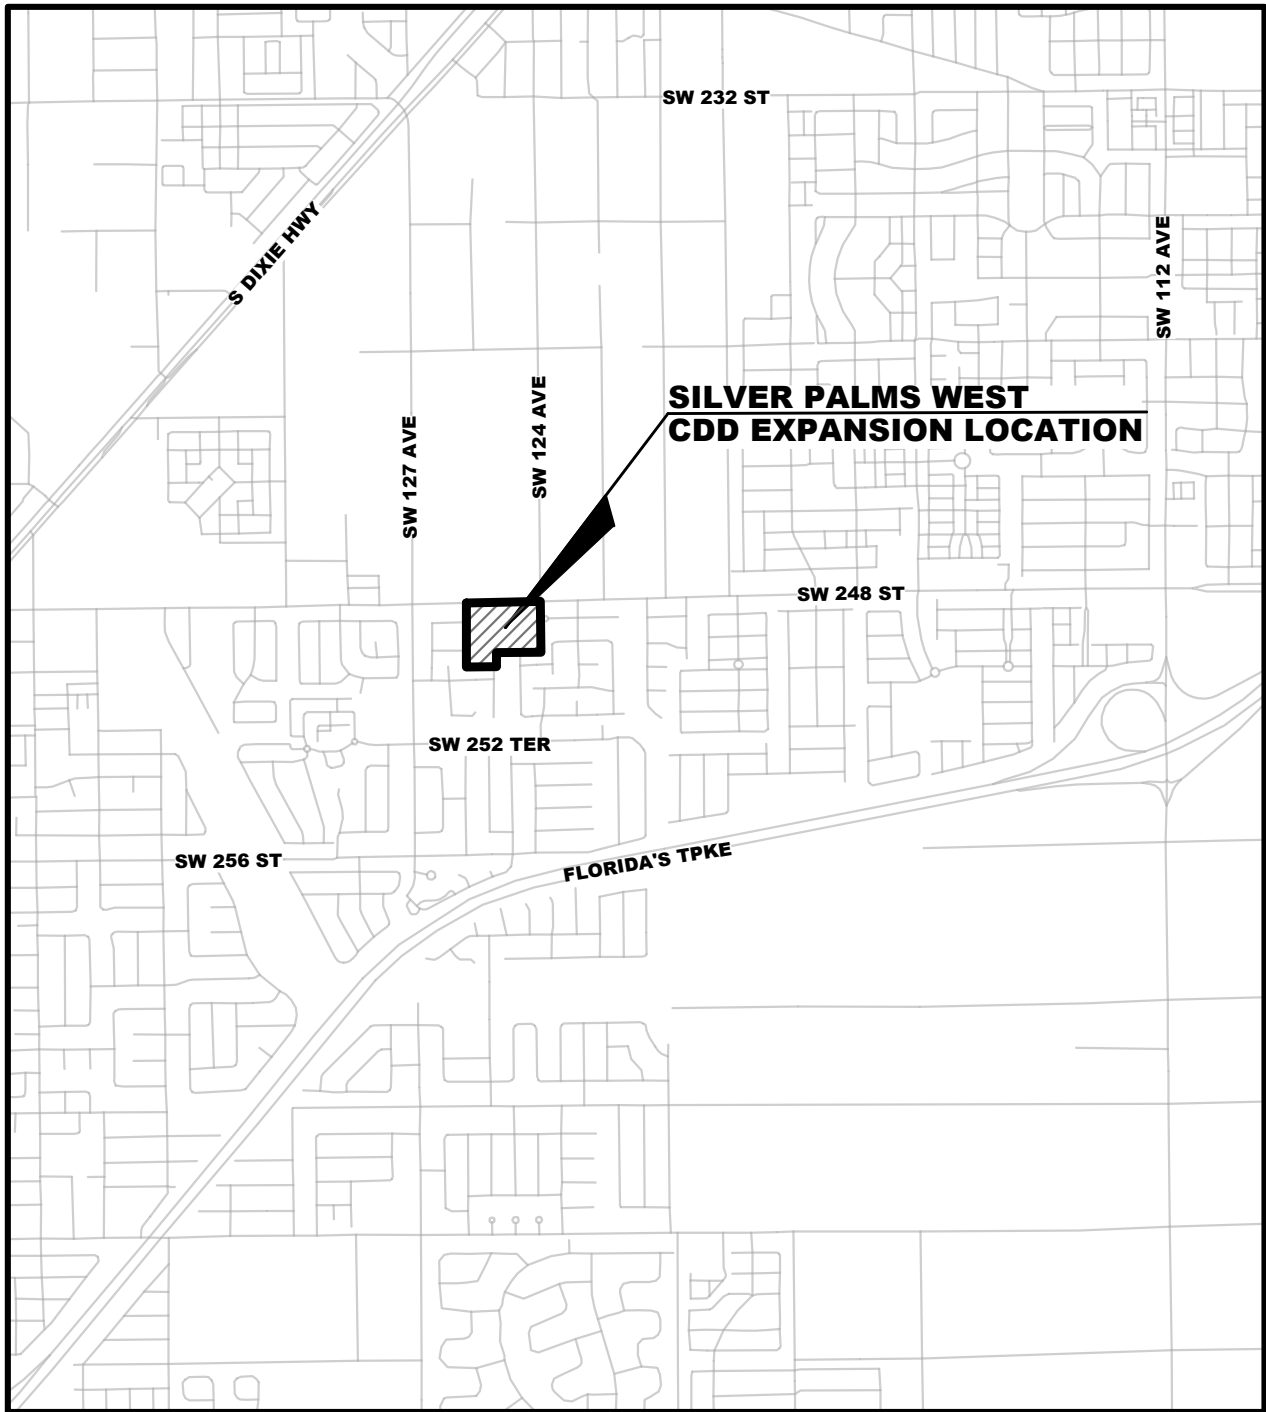 SW 232 ST
S DIXIE HWY
SW 112 AVE
SW 124 AVE
SILVER PALMS WEST
CDD EXPANSION LOCATION
SW 127 AVE
SW 248 ST
SW 252 TER
SW 256 ST
FLORIDA'S TPKE